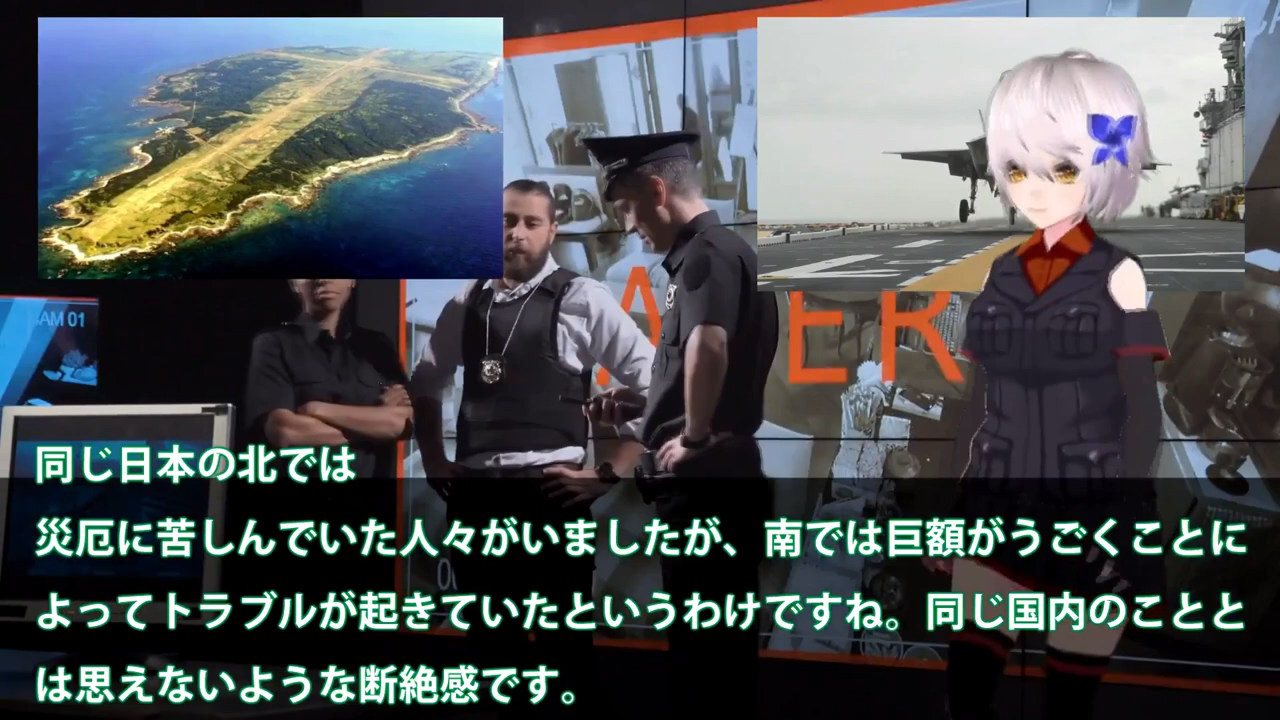 AM 01
A ER
同じ日本の北では
災厄に苦しんでいた人々がいましたが、南では巨額がうごくことに
よってトラブルが起きていたというわけですね。同じ国内のことと
は思えないような断絶感です。